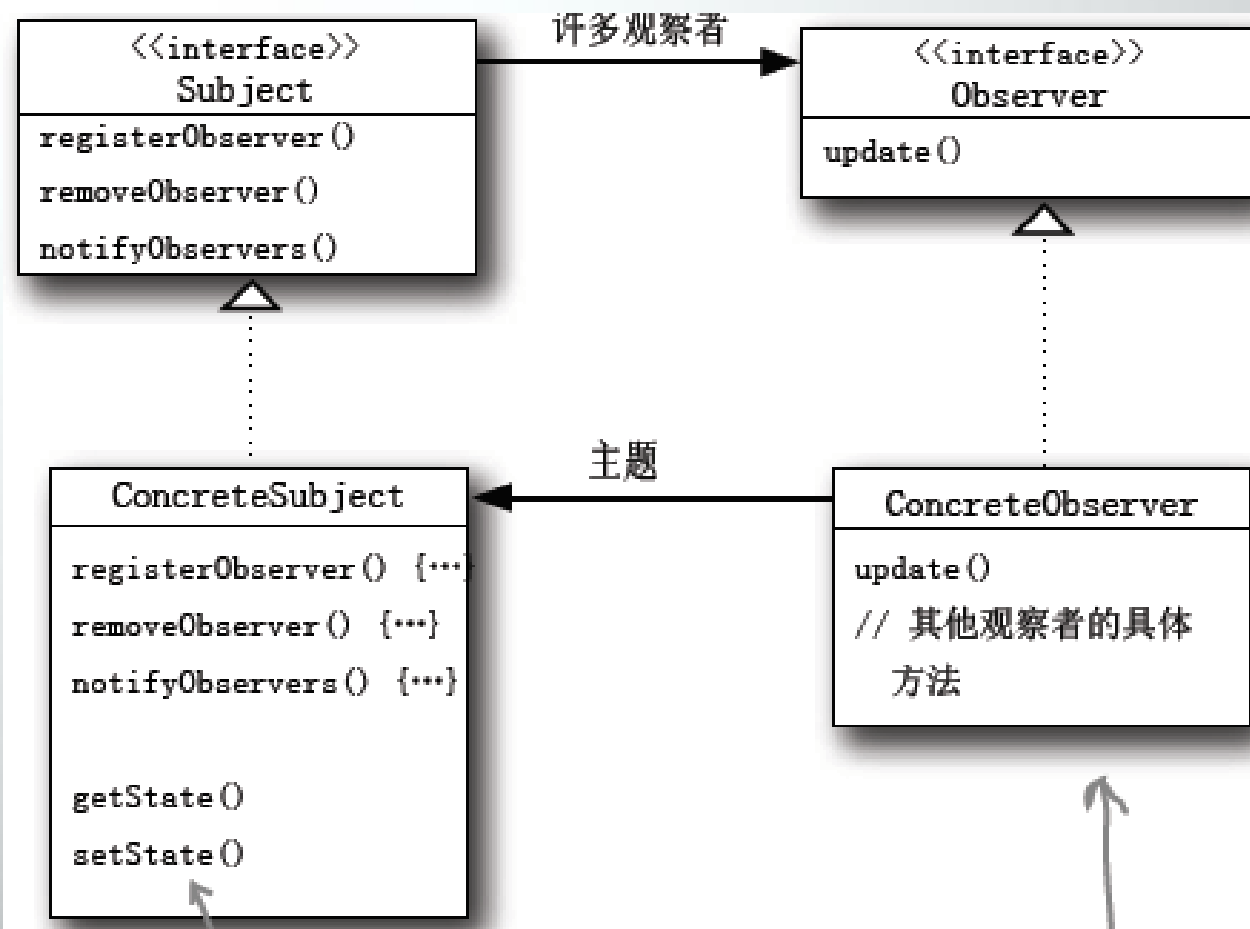 <<interface>>
Subject
registerObserver()
removeObserver()
notifyObservers()
许多观察者
<<interface>>
Observer
update()
主题
ConcreteSubject
registerObserver() {…}
removeObserver() {…}
notifyObservers() {…}
getState()
setState()
ConcreteObserver
update()
// 其他观察者的具体
方法